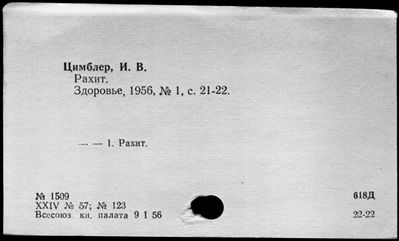 Цимблер, И. В.
Рахит.
Здоровье, 1956, № 1, с. 21-22.
— — 1. Рахит.
№ 1509 618Д
XXIV № 57; № 123
Всесоюз. кн. палата 9 I 56 22-22